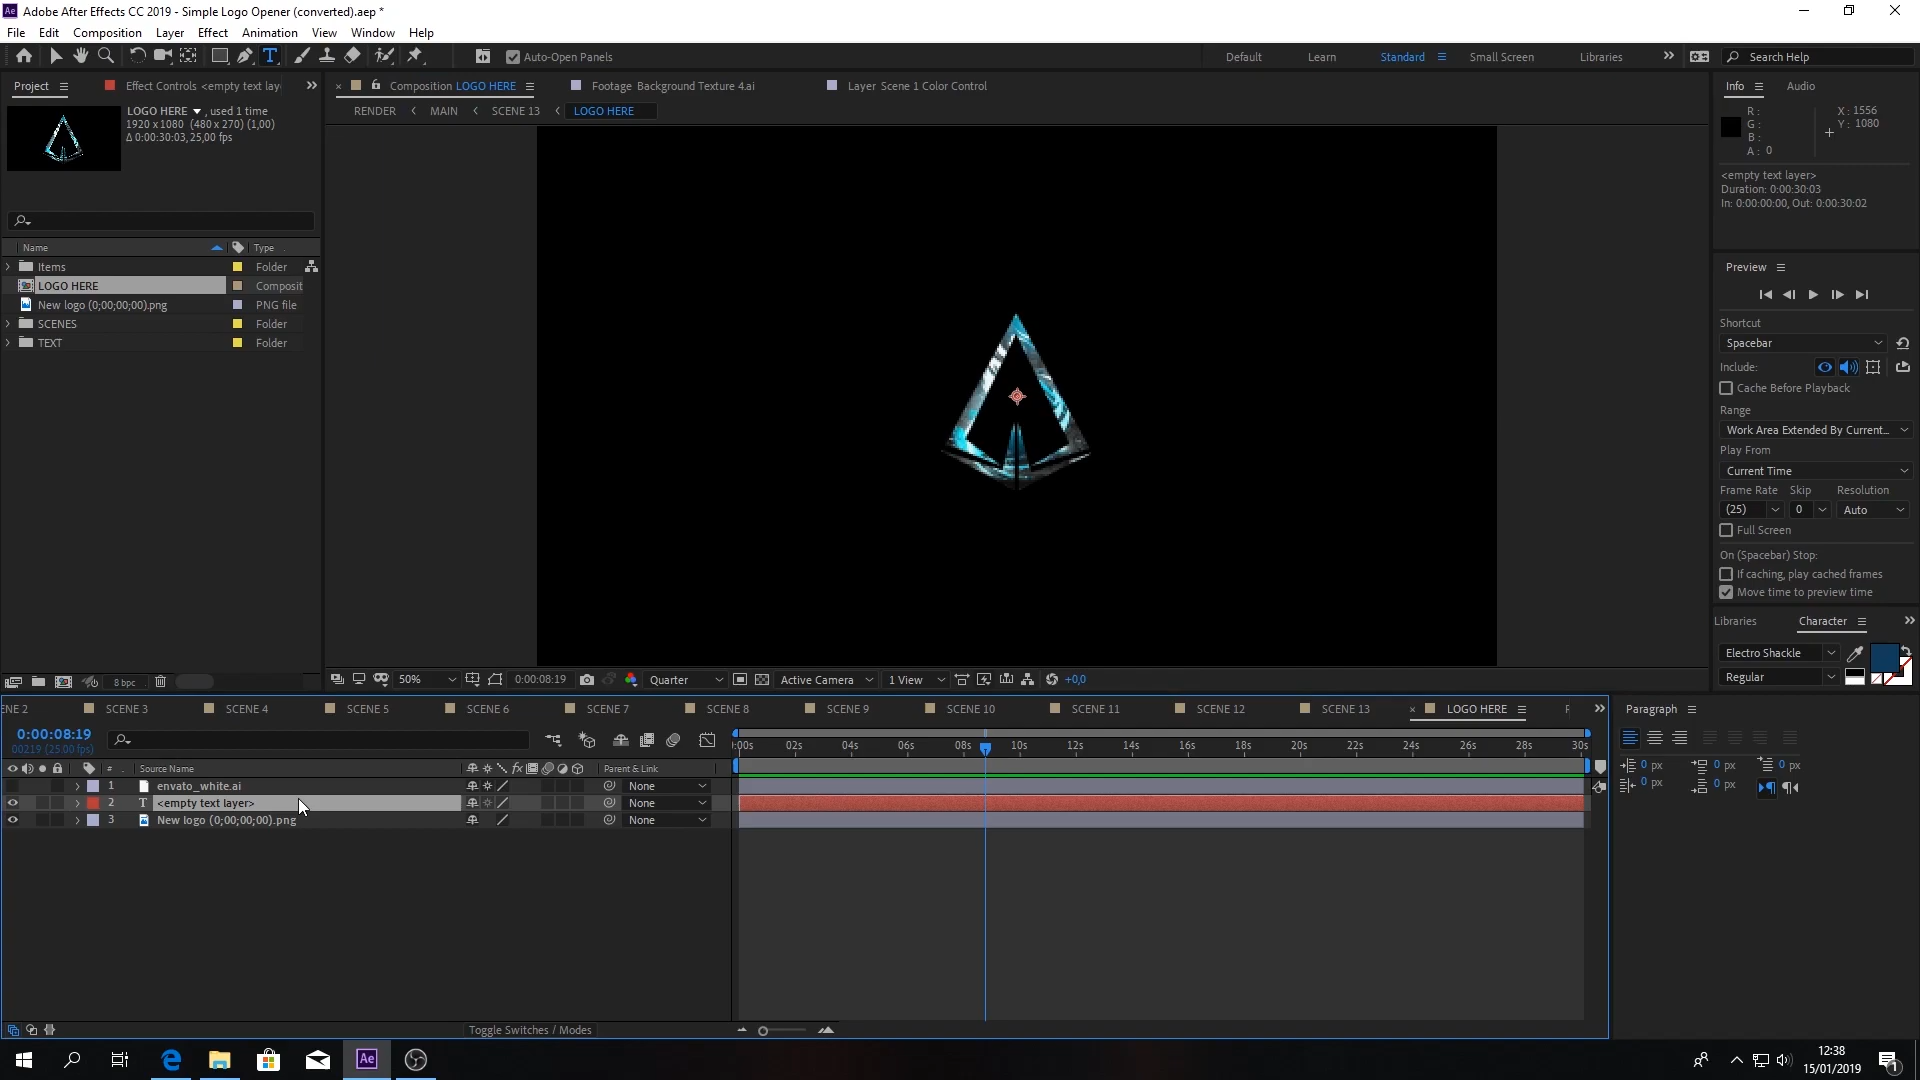 Adobe After Effects CC 2019 - Simple Logo Opener (converted).aep *
File Edit Composition Layer Effect Animation View Window Help
Auto-Open Panels
Default Learn Standard Small Screen Libraries
Search Help
Project
Effect Controls <empty text lay
LOGO HERE , used 1 time
1920 x 1080 (480 x 270) (1,00)
Δ 0:00:30:03, 25,00 fps
Name Type
Items Folder
LOGO HERE Composit
New logo (0;00;00;00).png PNG file
SCENES Folder
TEXT Folder
8 bpc
Composition LOGO HERE
Footage Background Texture 4.ai
Layer Scene 1 Color Control
RENDER MAIN SCENE 13 LOGO HERE
50% 0:00:08:19 Quarter Active Camera 1 View +0,0
Info Audio
R : X : 1556
G : Y : 1080
B :
A : 0
<empty text layer>
Duration: 0:00:30:03
In: 0:00:00:00, Out: 0:00:30:02
Preview
Shortcut
Spacebar
Include:
Cache Before Playback
Range
Work Area Extended By Current...
Play From
Current Time
Frame Rate Skip Resolution
(25) 0 Auto
Full Screen
On (Spacebar) Stop:
If caching, play cached frames
Move time to preview time
Libraries Character
Electro Shackle
Regular
ENE 2 SCENE 3 SCENE 4 SCENE 5 SCENE 6 SCENE 7 SCENE 8 SCENE 9 SCENE 10 SCENE 11 SCENE 12 SCENE 13 LOGO HERE
0:00:08:19
00219 (25.00 fps)
:00s 02s 04s 06s 08s 10s 12s 14s 16s 18s 20s 22s 24s 26s 28s 30s
# Source Name Parent & Link
1 envato_white.ai None
2 T <empty text layer> None
3 New logo (0;00;00;00).png None
Toggle Switches / Modes
Paragraph
0 px 0 px 0 px
0 px 0 px
Ae
12:38
15/01/2019
1